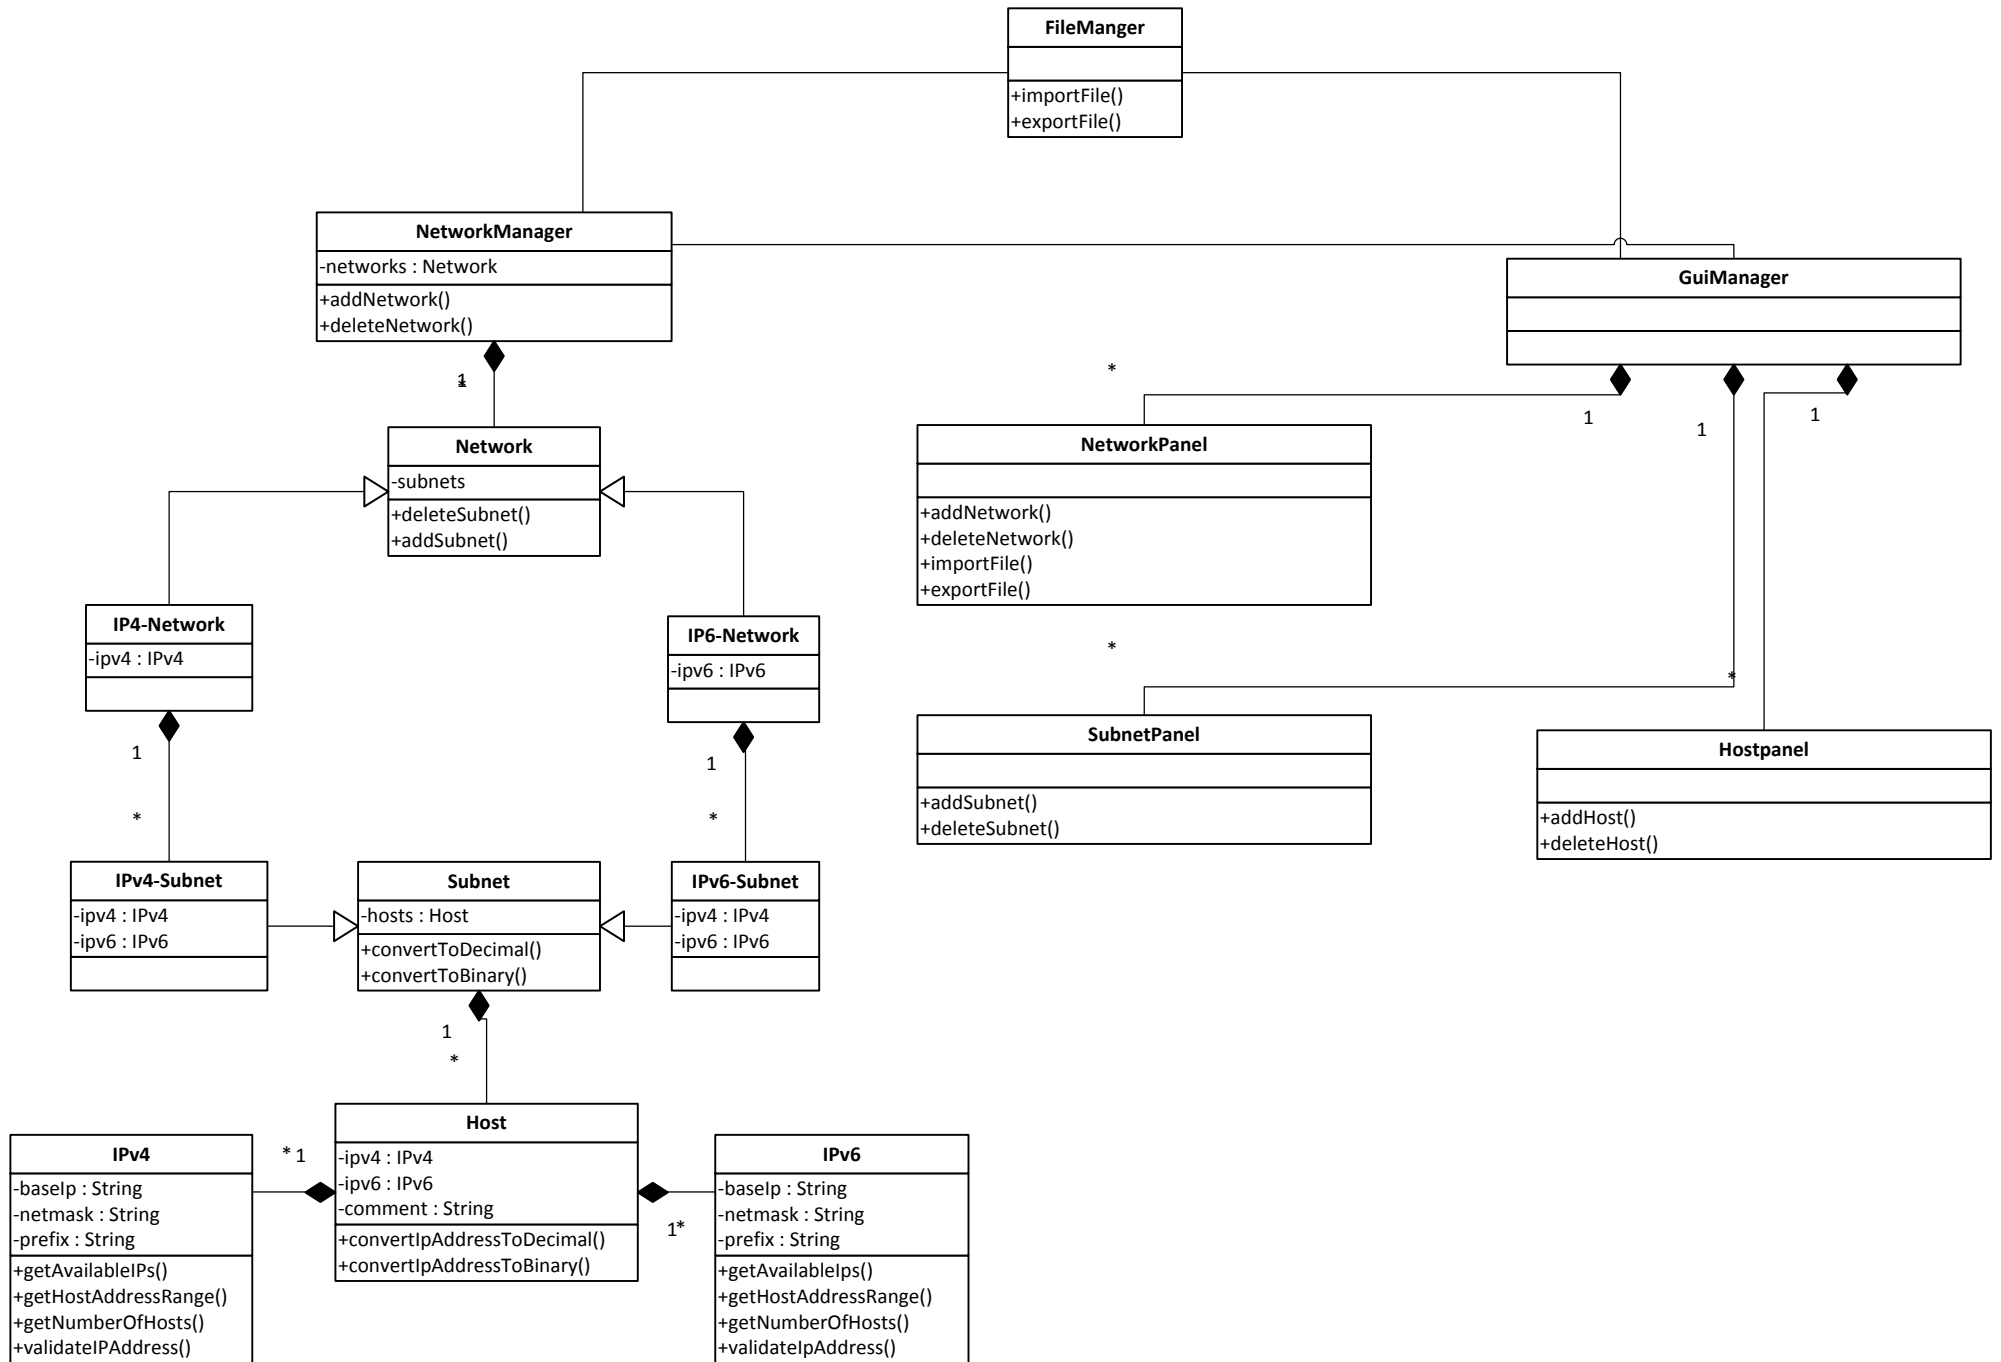 FileManger
+importFile()
+exportFile()
NetworkManager
-networks : Network
+addNetwork()
+deleteNetwork()
GuiManager
1
*
*
1
1
1
Network
-subnets
+deleteSubnet()
+addSubnet()
NetworkPanel
+addNetwork()
+deleteNetwork()
+importFile()
+exportFile()
IP4-Network
-ipv4 : IPv4
IP6-Network
-ipv6 : IPv6
*
*
1
1
*
*
SubnetPanel
+addSubnet()
+deleteSubnet()
Hostpanel
+addHost()
+deleteHost()
IPv4-Subnet
-ipv4 : IPv4
-ipv6 : IPv6
Subnet
-hosts : Host
+convertToDecimal()
+convertToBinary()
IPv6-Subnet
-ipv4 : IPv4
-ipv6 : IPv6
1
*
IPv4
-baseIp : String
-netmask : String
-prefix : String
+getAvailableIPs()
+getHostAddressRange()
+getNumberOfHosts()
+validateIPAddress()
* 1
Host
-ipv4 : IPv4
-ipv6 : IPv6
-comment : String
+convertIpAddressToDecimal()
+convertIpAddressToBinary()
1*
IPv6
-baseIp : String
-netmask : String
-prefix : String
+getAvailableIps()
+getHostAddressRange()
+getNumberOfHosts()
+validateIpAddress()